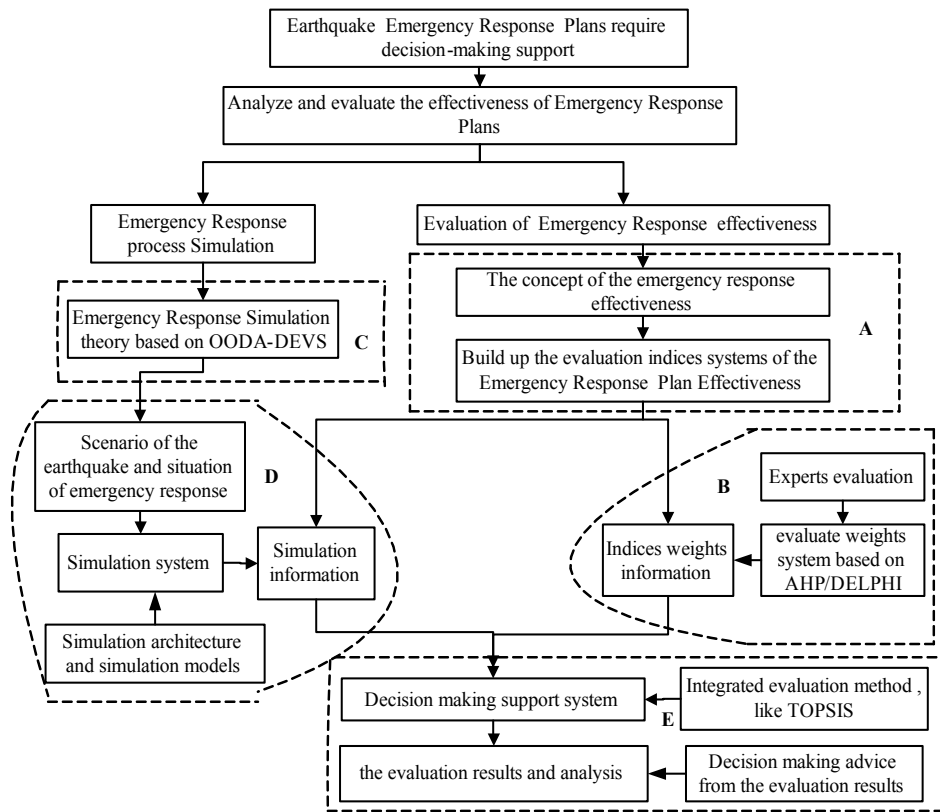 Earthquake Emergency Response Plans require
decision-making support
Analyze and evaluate the effectiveness of Emergency Response
Plans
Emergency Response
process Simulation
Evaluation of Emergency Response effectiveness
The concept of the emergency response
effectiveness
A
Emergency Response Simulation
theory based on OODA-DEVS
C
Build up the evaluation indices systems of the
Emergency Response Plan Effectiveness
Scenario of the
earthquake and situation
of emergency response
D
B
Experts evaluation
Simulation system
Simulation
information
Indices weights
information
evaluate weights
system based on
AHP/DELPHI
Simulation architecture
and simulation models
Decision making support system
E
Integrated evaluation method ,
like TOPSIS
the evaluation results and analysis
Decision making advice
from the evaluation results